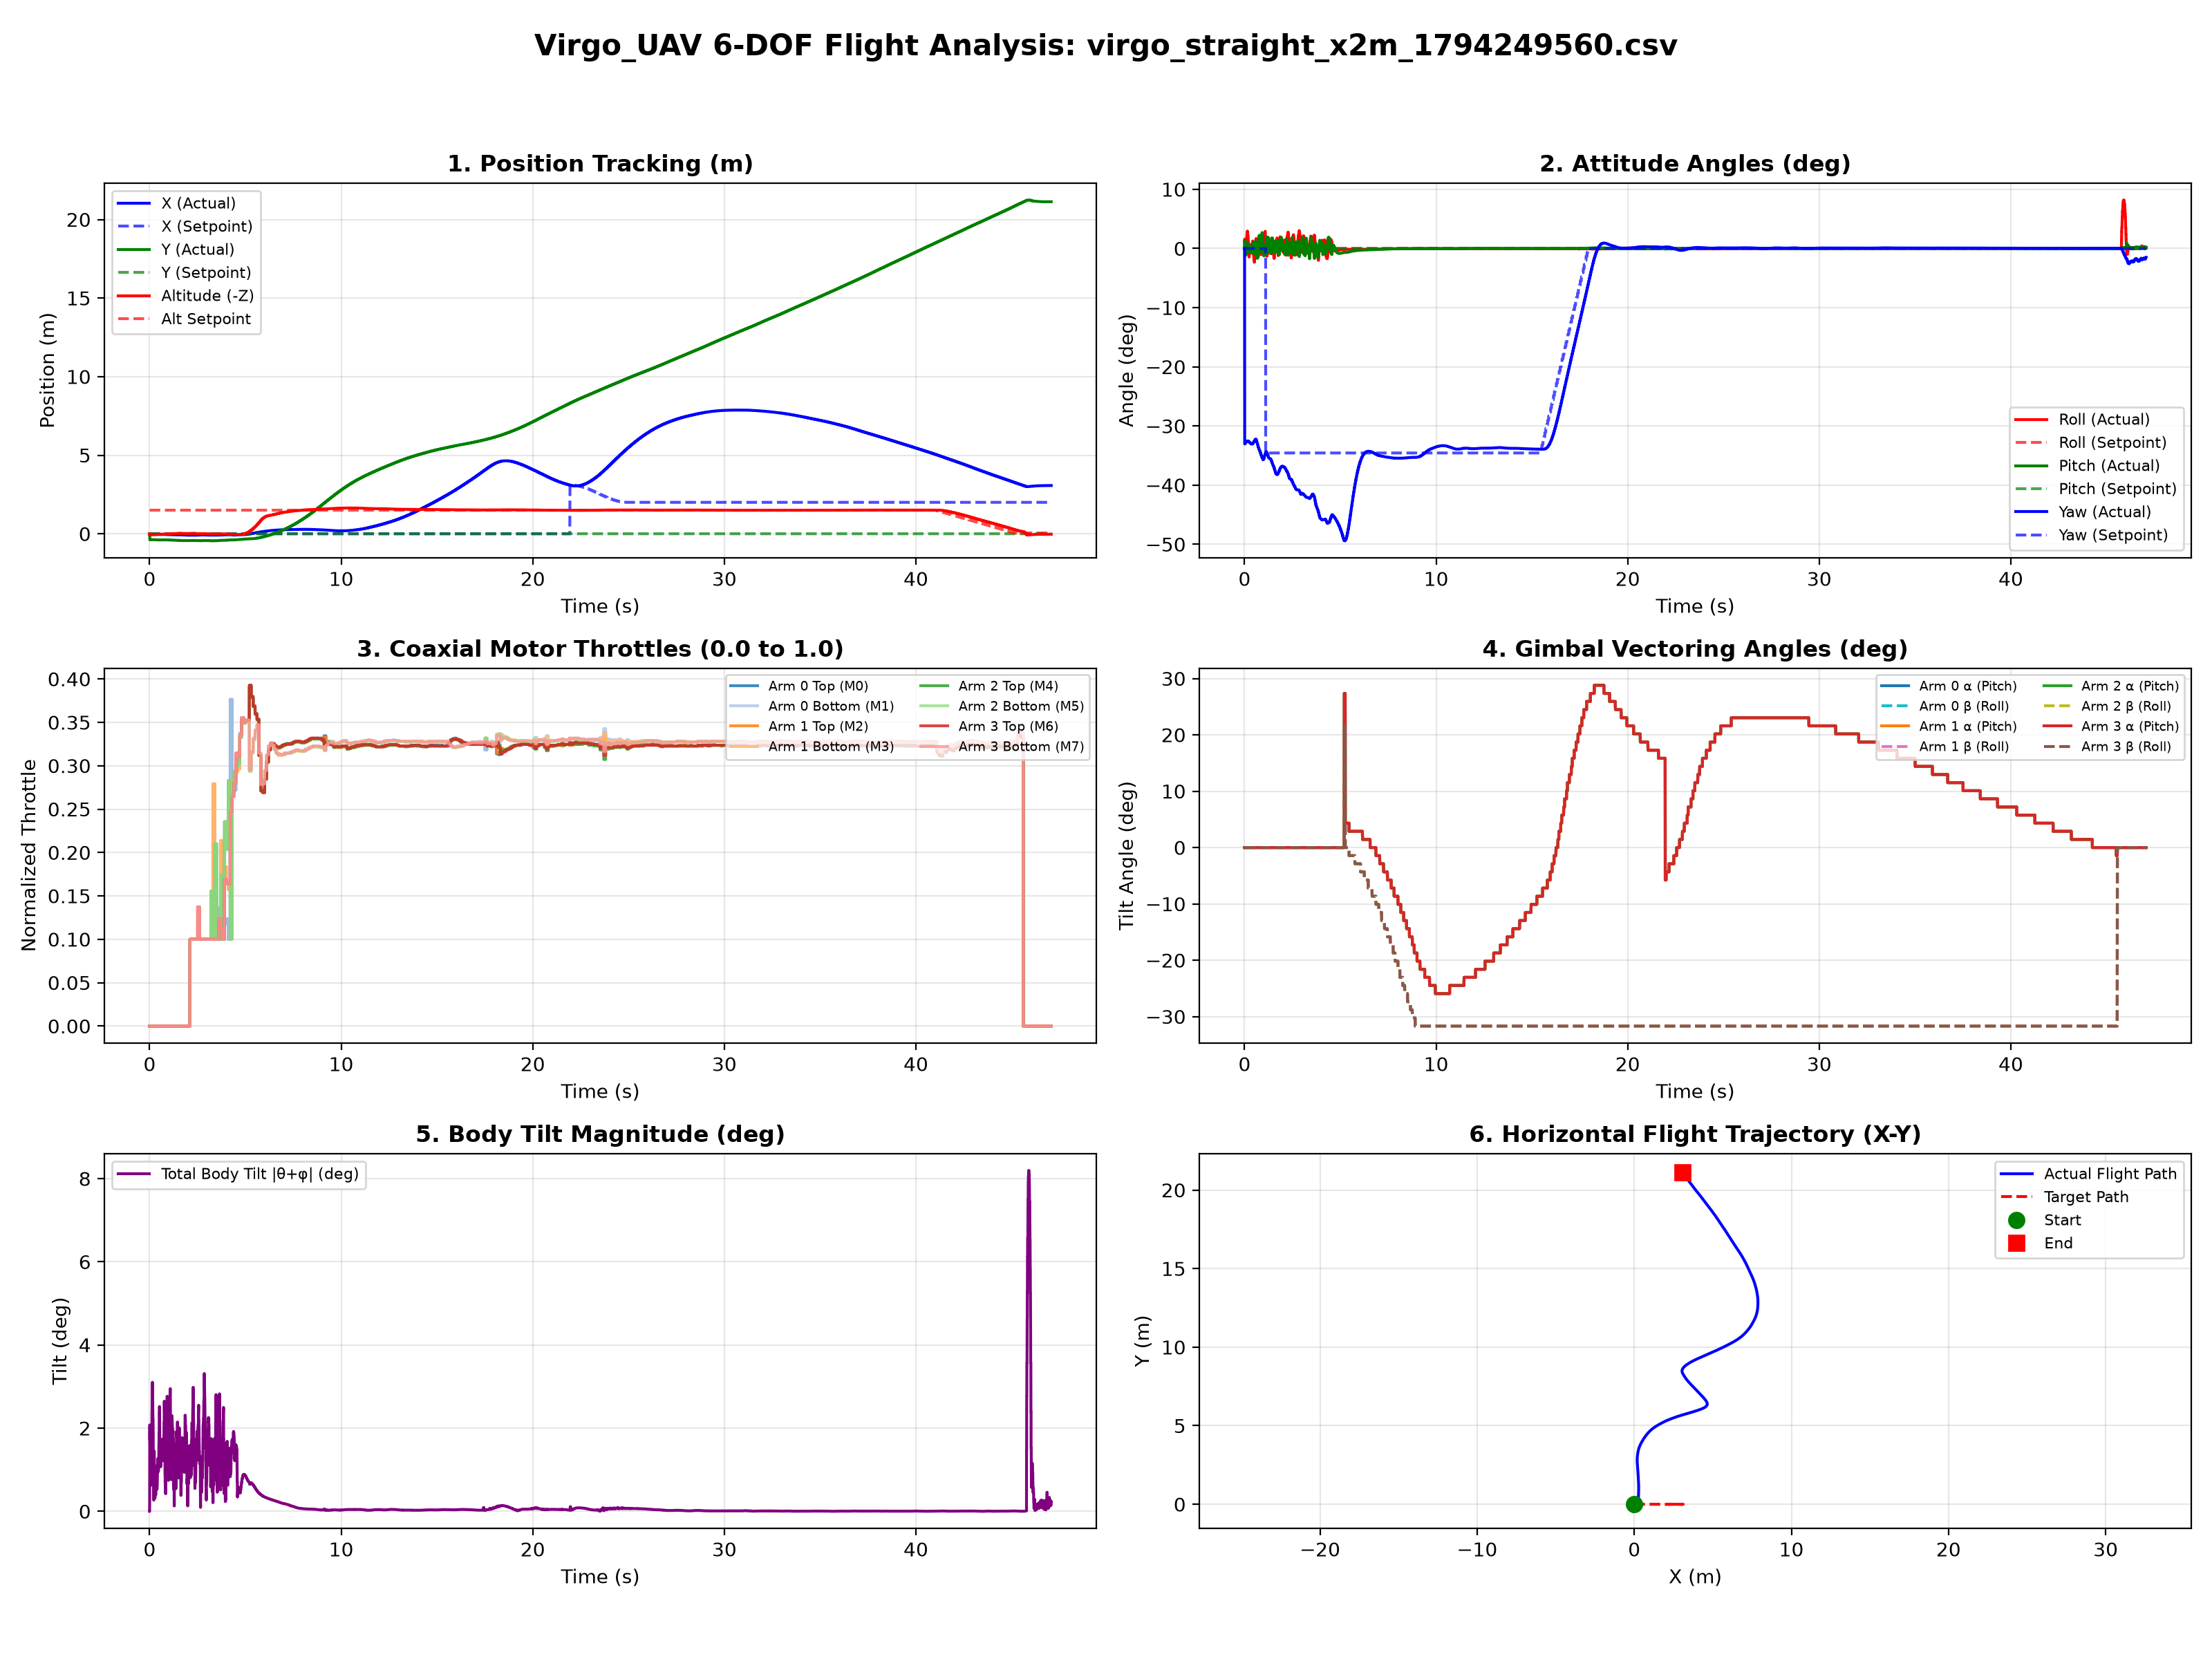 Virgo_UAV 6-DOF Flight Analysis: virgo_straight_x2m_1794249560.csv
1. Position Tracking (m)
X (Actual)
X (Setpoint)
Y (Actual)
Y (Setpoint)
Altitude (-Z)
Alt Setpoint
Position (m)
20
15
10
5
0
0
10
20
30
40
Time (s)
2. Attitude Angles (deg)
Roll (Actual)
Roll (Setpoint)
Pitch (Actual)
Pitch (Setpoint)
Yaw (Actual)
Yaw (Setpoint)
Angle (deg)
10
0
−10
−20
−30
−40
−50
0
10
20
30
40
Time (s)
3. Coaxial Motor Throttles (0.0 to 1.0)
Arm 0 Top (M0)
Arm 0 Bottom (M1)
Arm 1 Top (M2)
Arm 1 Bottom (M3)
Arm 2 Top (M4)
Arm 2 Bottom (M5)
Arm 3 Top (M6)
Arm 3 Bottom (M7)
Normalized Throttle
0.40
0.35
0.30
0.25
0.20
0.15
0.10
0.05
0.00
0
10
20
30
40
Time (s)
4. Gimbal Vectoring Angles (deg)
Arm 0 α (Pitch)
Arm 0 β (Roll)
Arm 1 α (Pitch)
Arm 1 β (Roll)
Arm 2 α (Pitch)
Arm 2 β (Roll)
Arm 3 α (Pitch)
Arm 3 β (Roll)
Tilt Angle (deg)
30
20
10
0
−10
−20
−30
0
10
20
30
40
Time (s)
5. Body Tilt Magnitude (deg)
Total Body Tilt |θ+φ| (deg)
Tilt (deg)
8
6
4
2
0
0
10
20
30
40
Time (s)
6. Horizontal Flight Trajectory (X-Y)
Actual Flight Path
Target Path
Start
End
Y (m)
20
15
10
5
0
−20
−10
0
10
20
30
X (m)